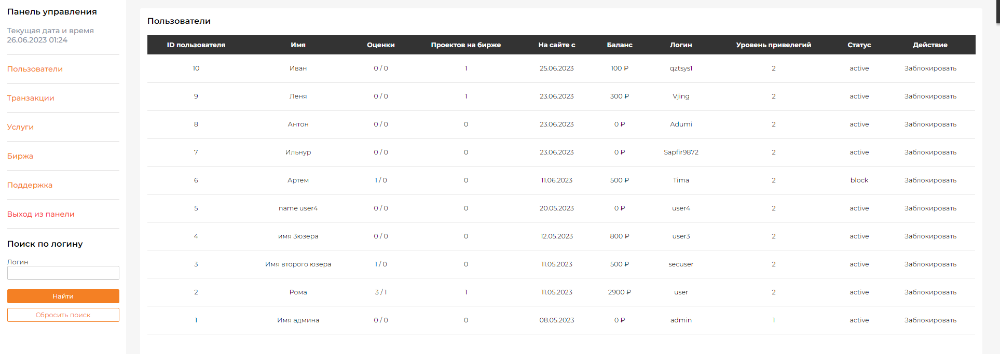 Панель управления
Текущая дата и время
26.06.2023 01:24
Пользователи
Транзакции
Услуги
Биржа
Поддержка
Выход из панели
Поиск по логину
Логин
Найти
Сбросить поиск
Пользователи
ID пользователя Имя Оценки Проектов на бирже На сайте с Баланс Логин Уровень привелегий Статус Действие
10 Иван 0 / 0 1 25.06.2023 100 ₽ qztsys1 2 active Заблокировать
9 Леня 0 / 0 1 23.06.2023 300 ₽ Vjing 2 active Заблокировать
8 Антон 0 / 0 0 23.06.2023 0 ₽ Adumi 2 active Заблокировать
7 Ильнур 0 / 0 0 23.06.2023 0 ₽ Sapfir9872 2 active Заблокировать
6 Артем 1 / 0 0 11.06.2023 500 ₽ Tima 2 block Заблокировать
5 name user4 0 / 0 0 20.05.2023 0 ₽ user4 2 active Заблокировать
4 имя 3юзера 0 / 0 0 12.05.2023 800 ₽ user3 2 active Заблокировать
3 Имя второго юзера 1 / 0 0 11.05.2023 500 ₽ secuser 2 active Заблокировать
2 Рома 3 / 1 1 11.05.2023 2900 ₽ user 2 active Заблокировать
1 Имя админа 0 / 0 0 08.05.2023 0 ₽ admin 1 active Заблокировать